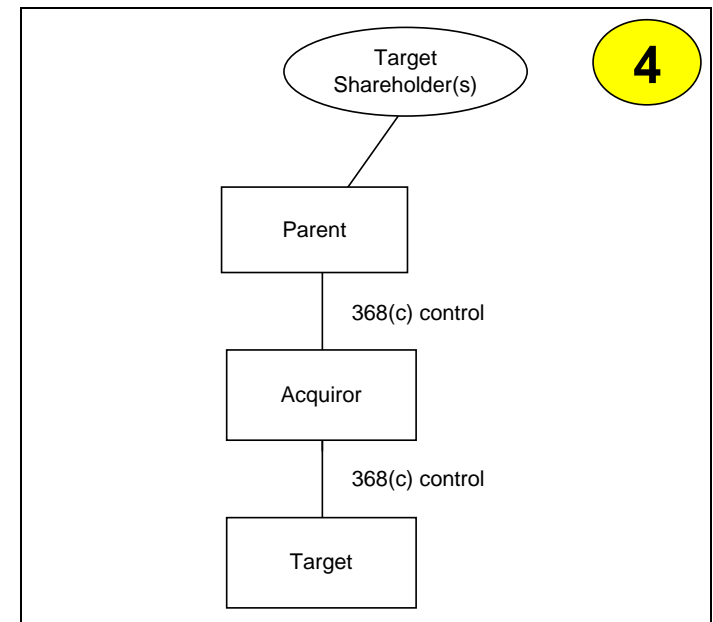 Target
Shareholder(s)
4
Parent
368(c) control
Acquiror
368(c) control
Target